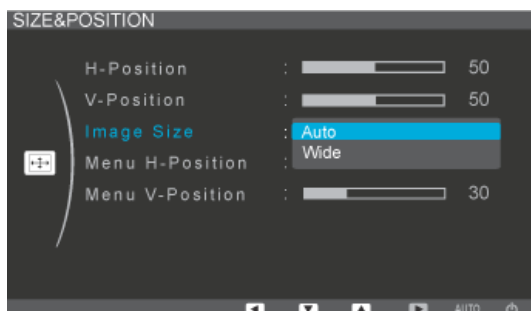 SIZE&POSITION
H-Position : 50
V-Position : 50
Image Size : Auto
Wide
Menu H-Position :
Menu V-Position : 30
AUTO